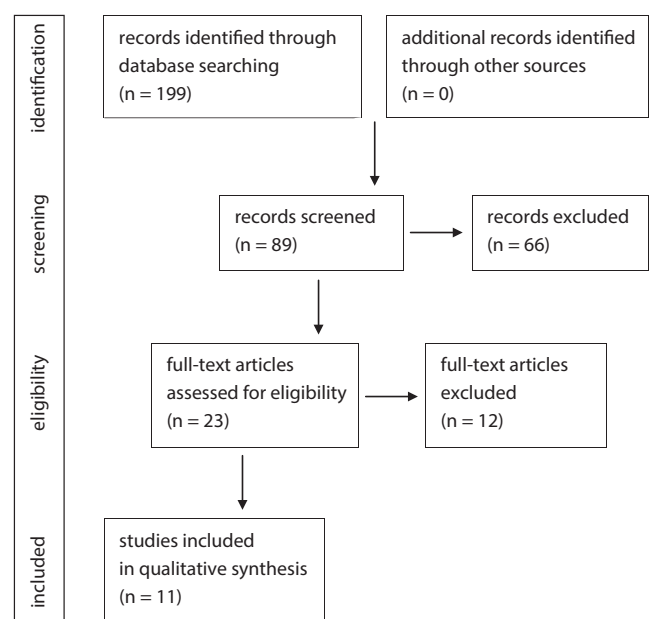 identification
records identified through
database searching
(n = 199)
additional records identified
through other sources
(n = 0)
screening
records screened
(n = 89)
records excluded
(n = 66)
eligibility
full-text articles
assessed for eligibility
(n = 23)
full-text articles
excluded
(n = 12)
included
studies included
in qualitative synthesis
(n = 11)